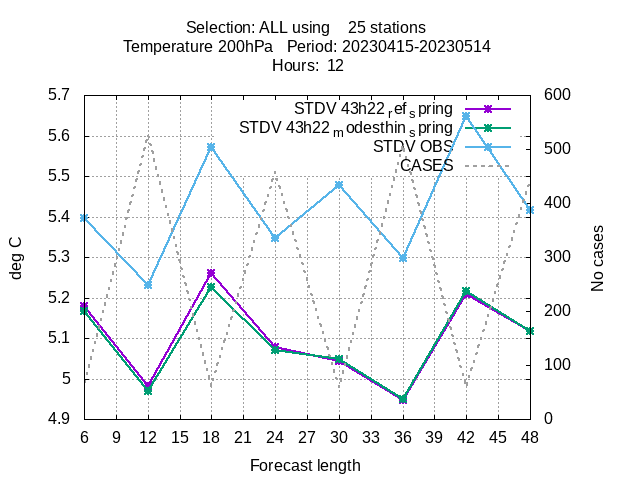 Selection: ALL using    25 stations
Temperature 200hPa   Period: 20230415-20230514
Hours:  12
STDV 43h22 ref spring
STDV 43h22 modesthin spring
STDV OBS
CASES
5.7
5.6
5.5
5.4
5.3
5.2
5.1
5
4.9
deg C
600
500
400
300
200
100
0
No cases
6 9 12 15 18 21 24 27 30 33 36 39 42 45 48
Forecast length